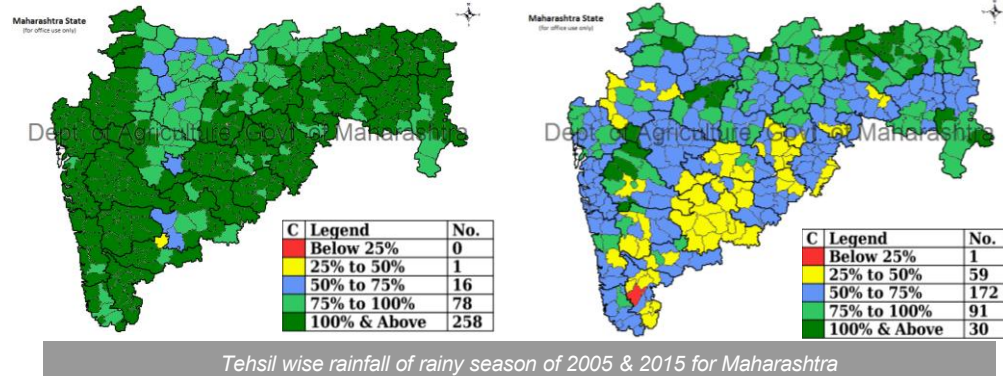 Maharashtra State
(for office use only)
Dept. of Agriculture, Govt. of Maharashtra
C Legend No.
Below 25% 0
25% to 50% 1
50% to 75% 16
75% to 100% 78
100% & Above 258
Maharashtra State
(for office use only)
Dept. of Agriculture, Govt. of Maharashtra
C Legend No.
Below 25% 1
25% to 50% 59
50% to 75% 172
75% to 100% 91
100% & Above 30
Tehsil wise rainfall of rainy season of 2005 & 2015 for Maharashtra